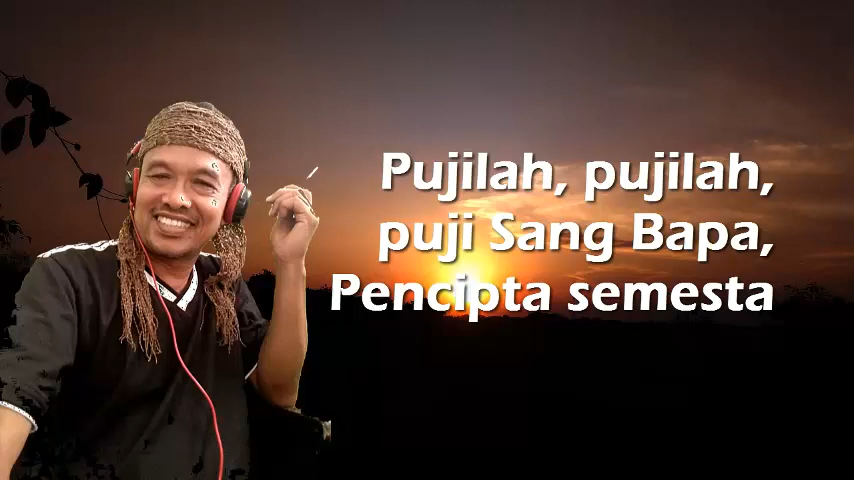 Pujilah, pujilah,
puji Sang Bapa,
Pencipta semesta